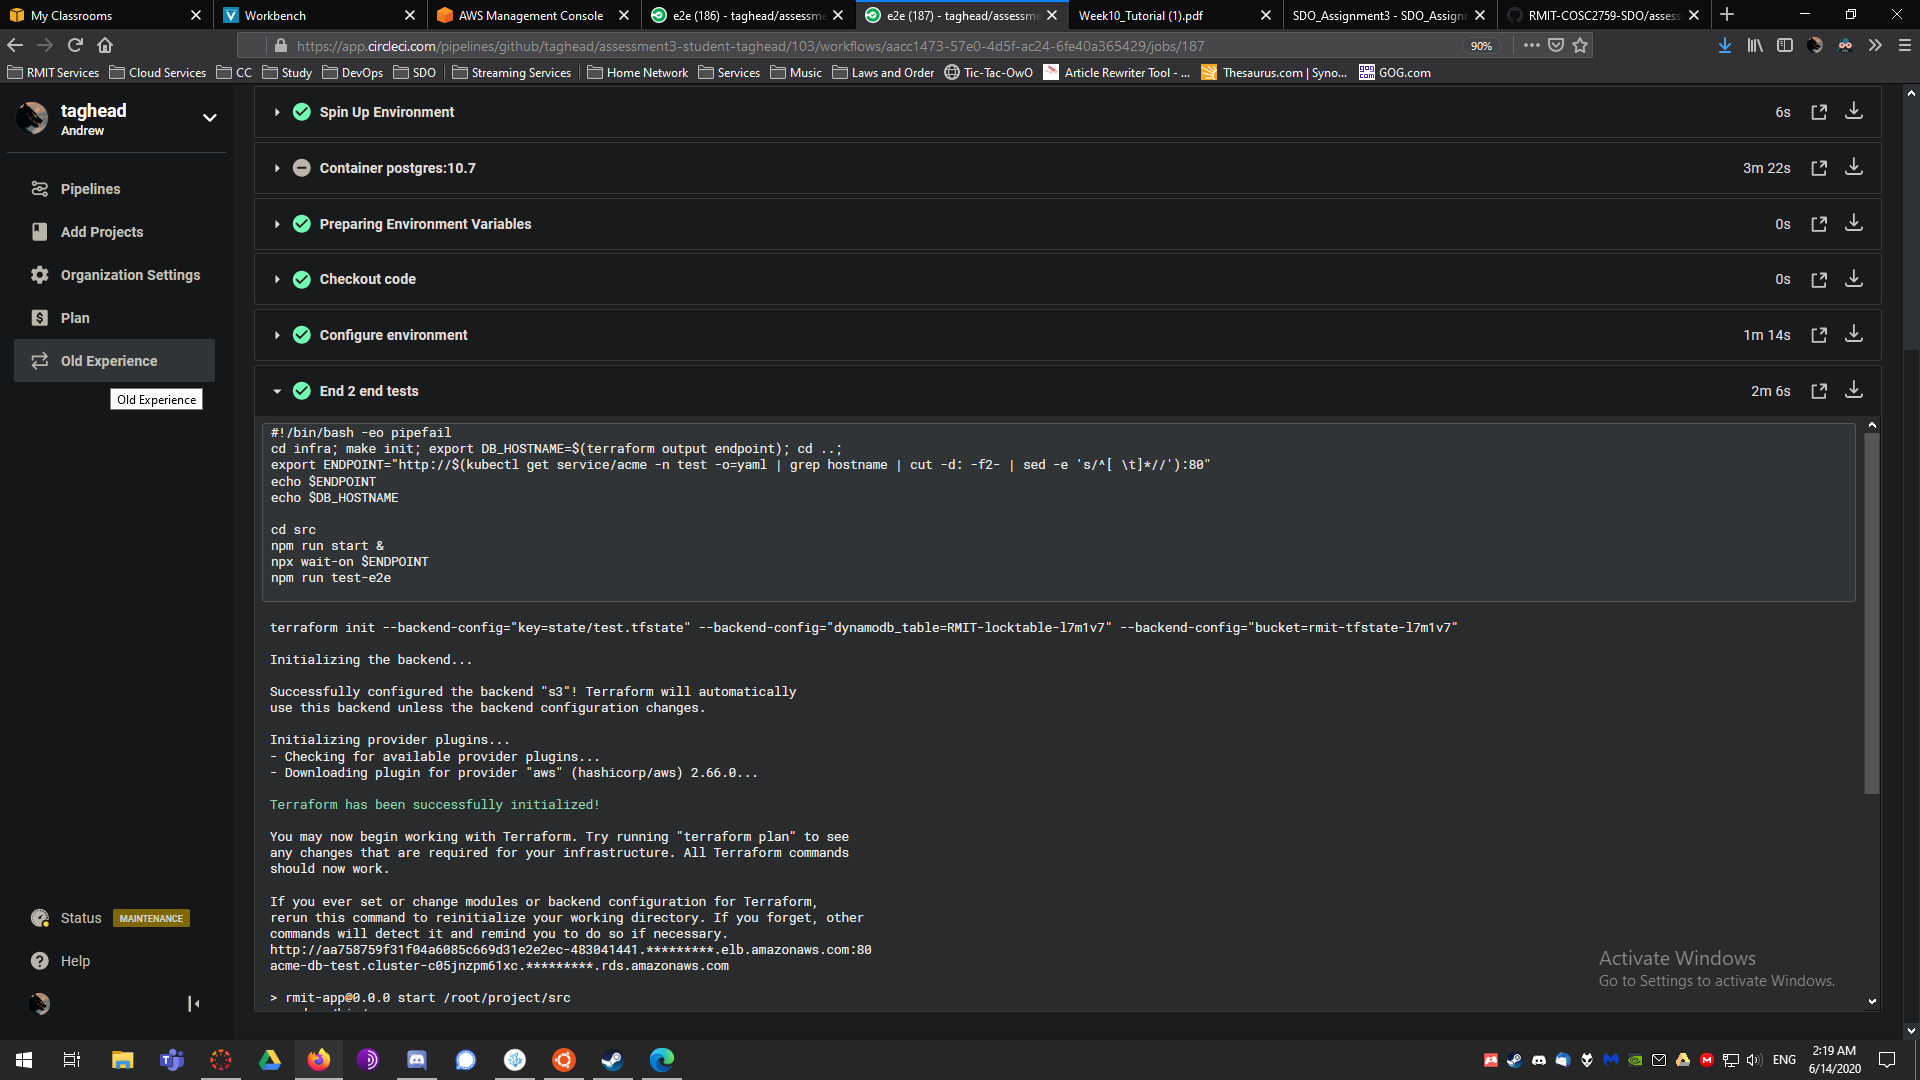 My Classrooms
Workbench
AWS Management Console
e2e (186) - taghead/assessme
e2e (187) - taghead/assessme
Week10_Tutorial (1).pdf
SDO_Assignment3 - SDO_Assign
RMIT-COSC2759-SDO/assess
https://app.circleci.com/pipelines/github/taghead/assessment3-student-taghead/103/workflows/aacc1473-57e0-4d5f-ac24-6fe40a365429/jobs/187
90%
RMIT Services
Cloud Services
CC
Study
DevOps
SDO
Streaming Services
Home Network
Services
Music
Laws and Order
Tic-Tac-OwO
Article Rewriter Tool - ...
Thesaurus.com | Syno...
GOG.com
taghead
Andrew
Pipelines
Add Projects
Organization Settings
Plan
Old Experience
Old Experience
Status MAINTENANCE
Help
Spin Up Environment 6s
Container postgres:10.7 3m 22s
Preparing Environment Variables 0s
Checkout code 0s
Configure environment 1m 14s
End 2 end tests 2m 6s
#!/bin/bash -eo pipefail
cd infra; make init; export DB_HOSTNAME=$(terraform output endpoint); cd ..;
export ENDPOINT="http://$(kubectl get service/acme -n test -o=yaml | grep hostname | cut -d: -f2- | sed -e 's/^[ \t]*//'):80"
echo $ENDPOINT
echo $DB_HOSTNAME
cd src
npm run start &
npx wait-on $ENDPOINT
npm run test-e2e
terraform init --backend-config="key=state/test.tfstate" --backend-config="dynamodb_table=RMIT-locktable-l7m1v7" --backend-config="bucket=rmit-tfstate-l7m1v7"
Initializing the backend...
Successfully configured the backend "s3"! Terraform will automatically
use this backend unless the backend configuration changes.
Initializing provider plugins...
- Checking for available provider plugins...
- Downloading plugin for provider "aws" (hashicorp/aws) 2.66.0...
Terraform has been successfully initialized!
You may now begin working with Terraform. Try running "terraform plan" to see
any changes that are required for your infrastructure. All Terraform commands
should now work.
If you ever set or change modules or backend configuration for Terraform,
rerun this command to reinitialize your working directory. If you forget, other
commands will detect it and remind you to do so if necessary.
http://aa758759f31f04a6085c669d31e2e2ec-483041441.*********.elb.amazonaws.com:80
acme-db-test.cluster-c05jnzpm61xc.*********.rds.amazonaws.com
> rmit-app@0.0.0 start /root/project/src
Activate Windows
Go to Settings to activate Windows.
ENG
2:19 AM
6/14/2020